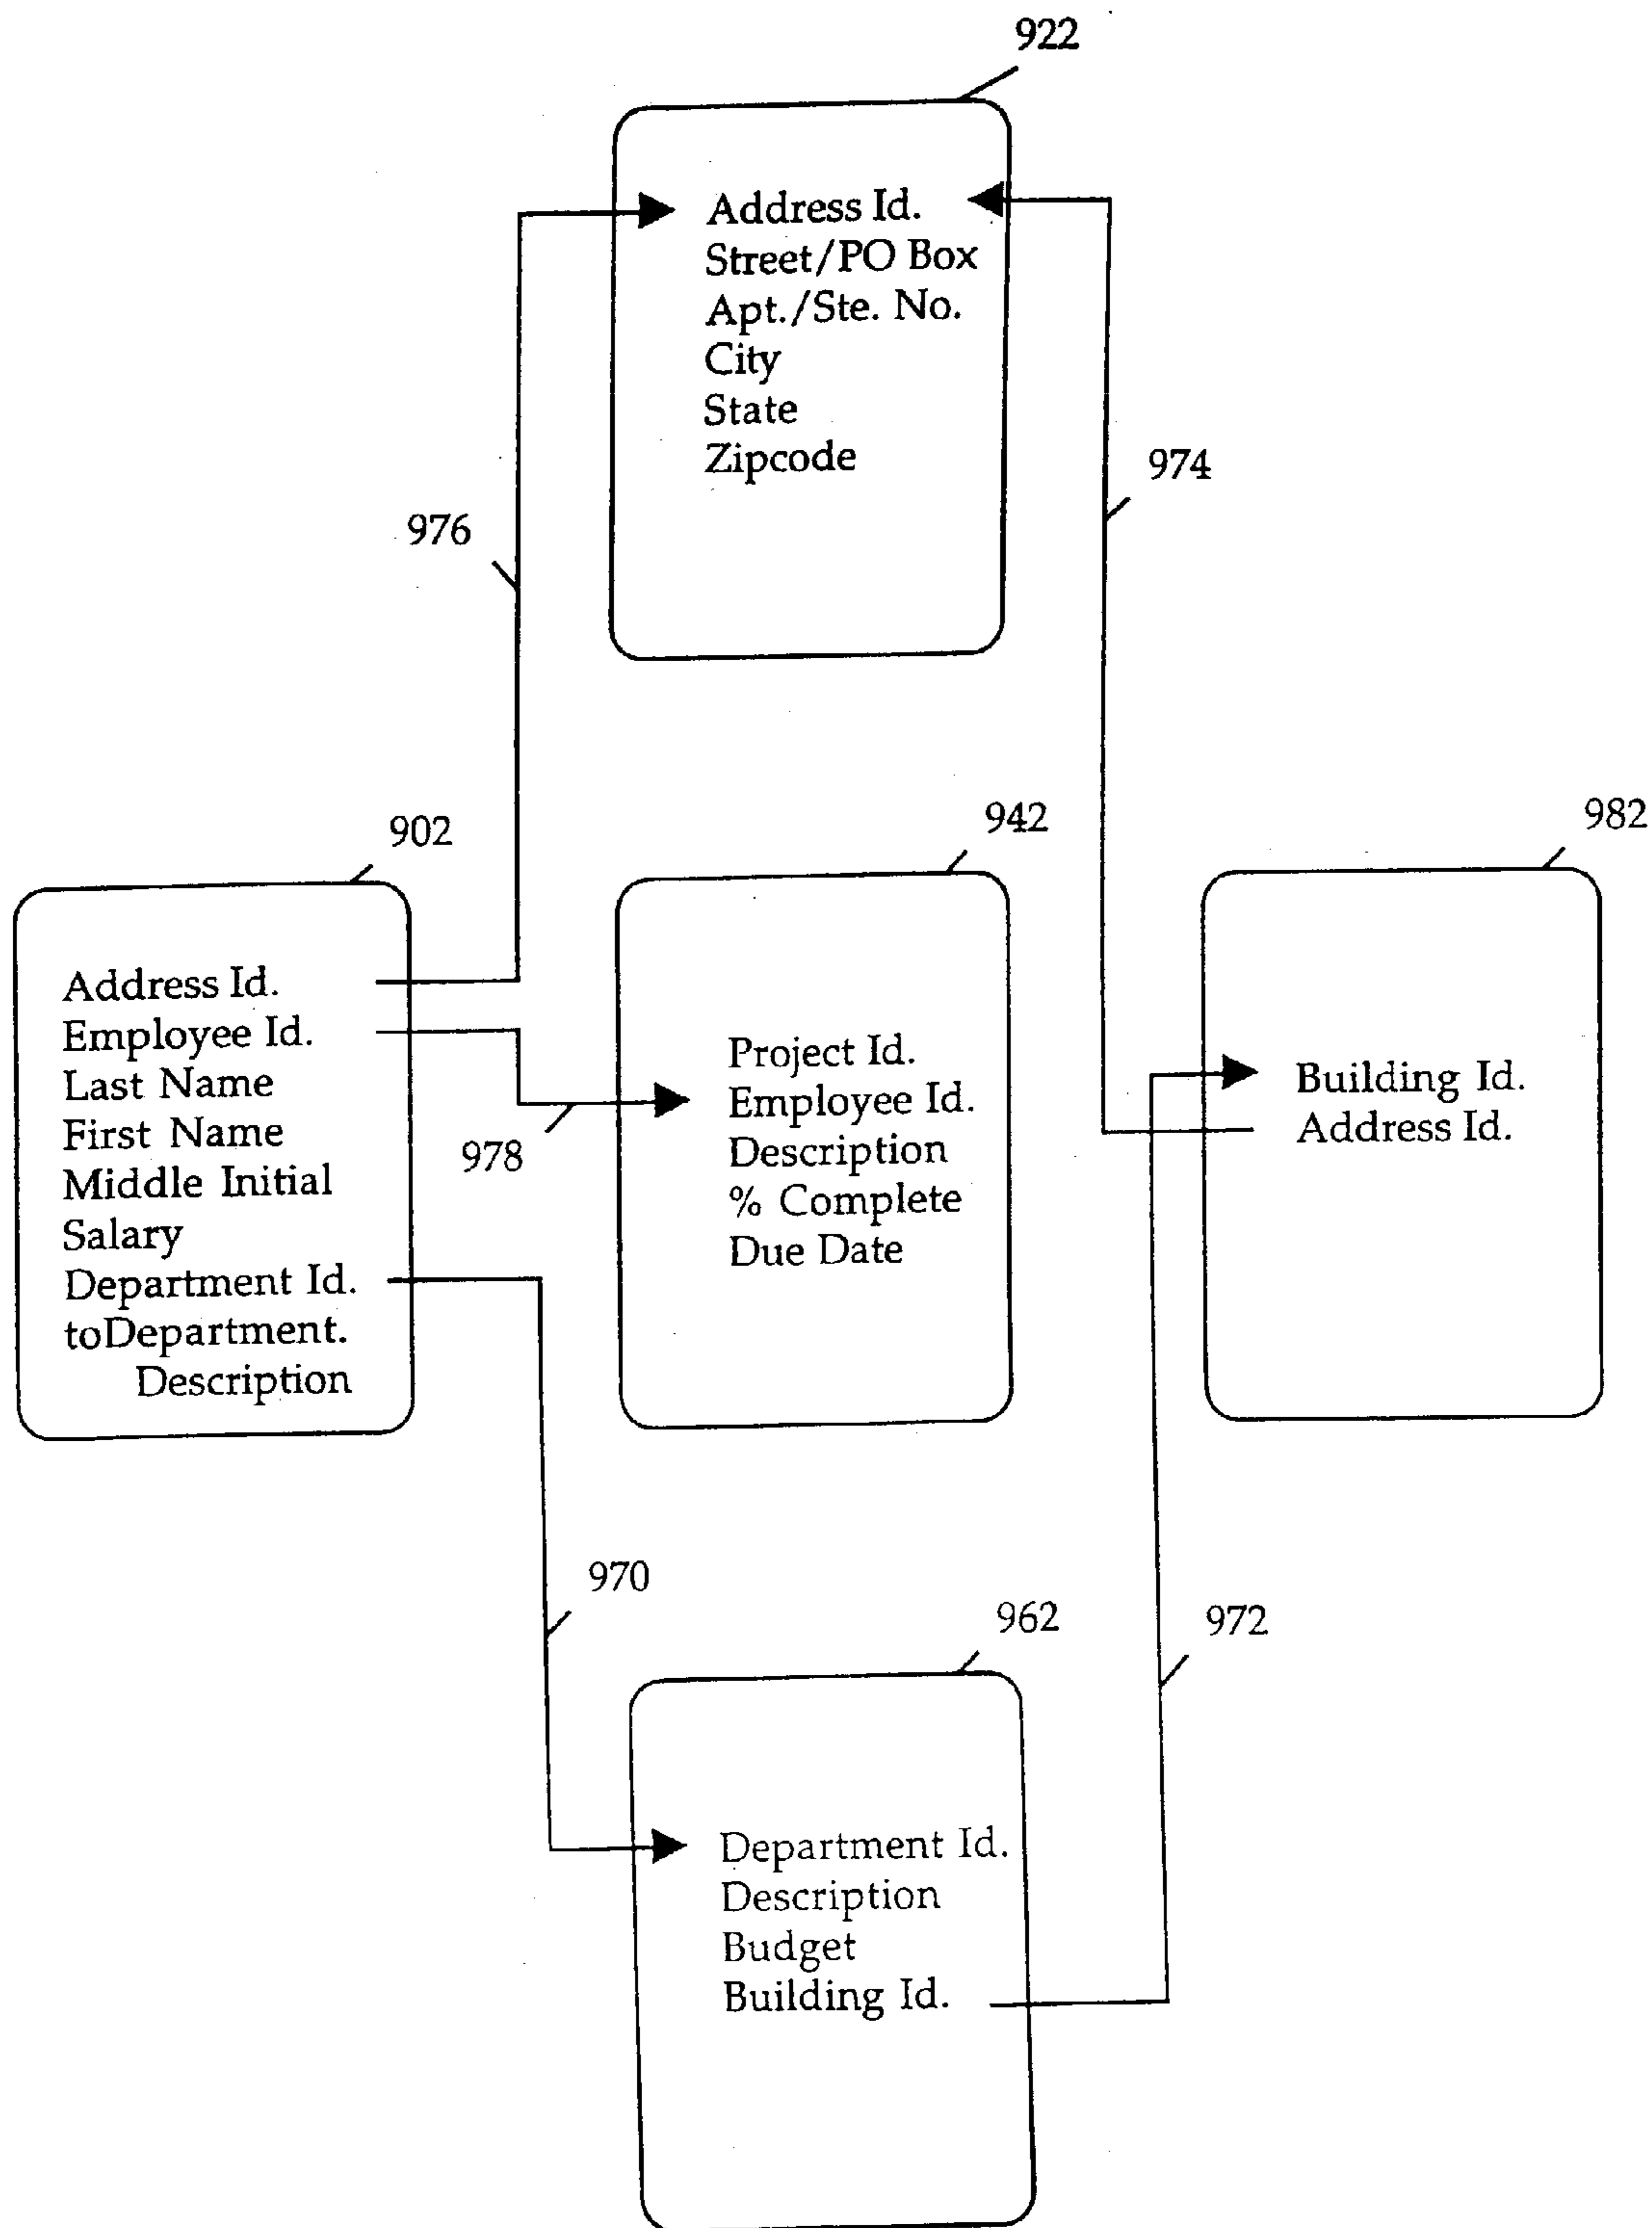 922
Address Id.
Street/PO Box
Apt./Ste. No.
City
State
Zipcode
974
976
902
942
982
Address Id.
Employee Id.
Last Name
First Name
Middle Initial
Salary
Department Id.
toDepartment.
Description
978
Project Id.
Employee Id.
Description
% Complete
Due Date
Building Id.
Address Id.
970
962
972
Department Id.
Description
Budget
Building Id.